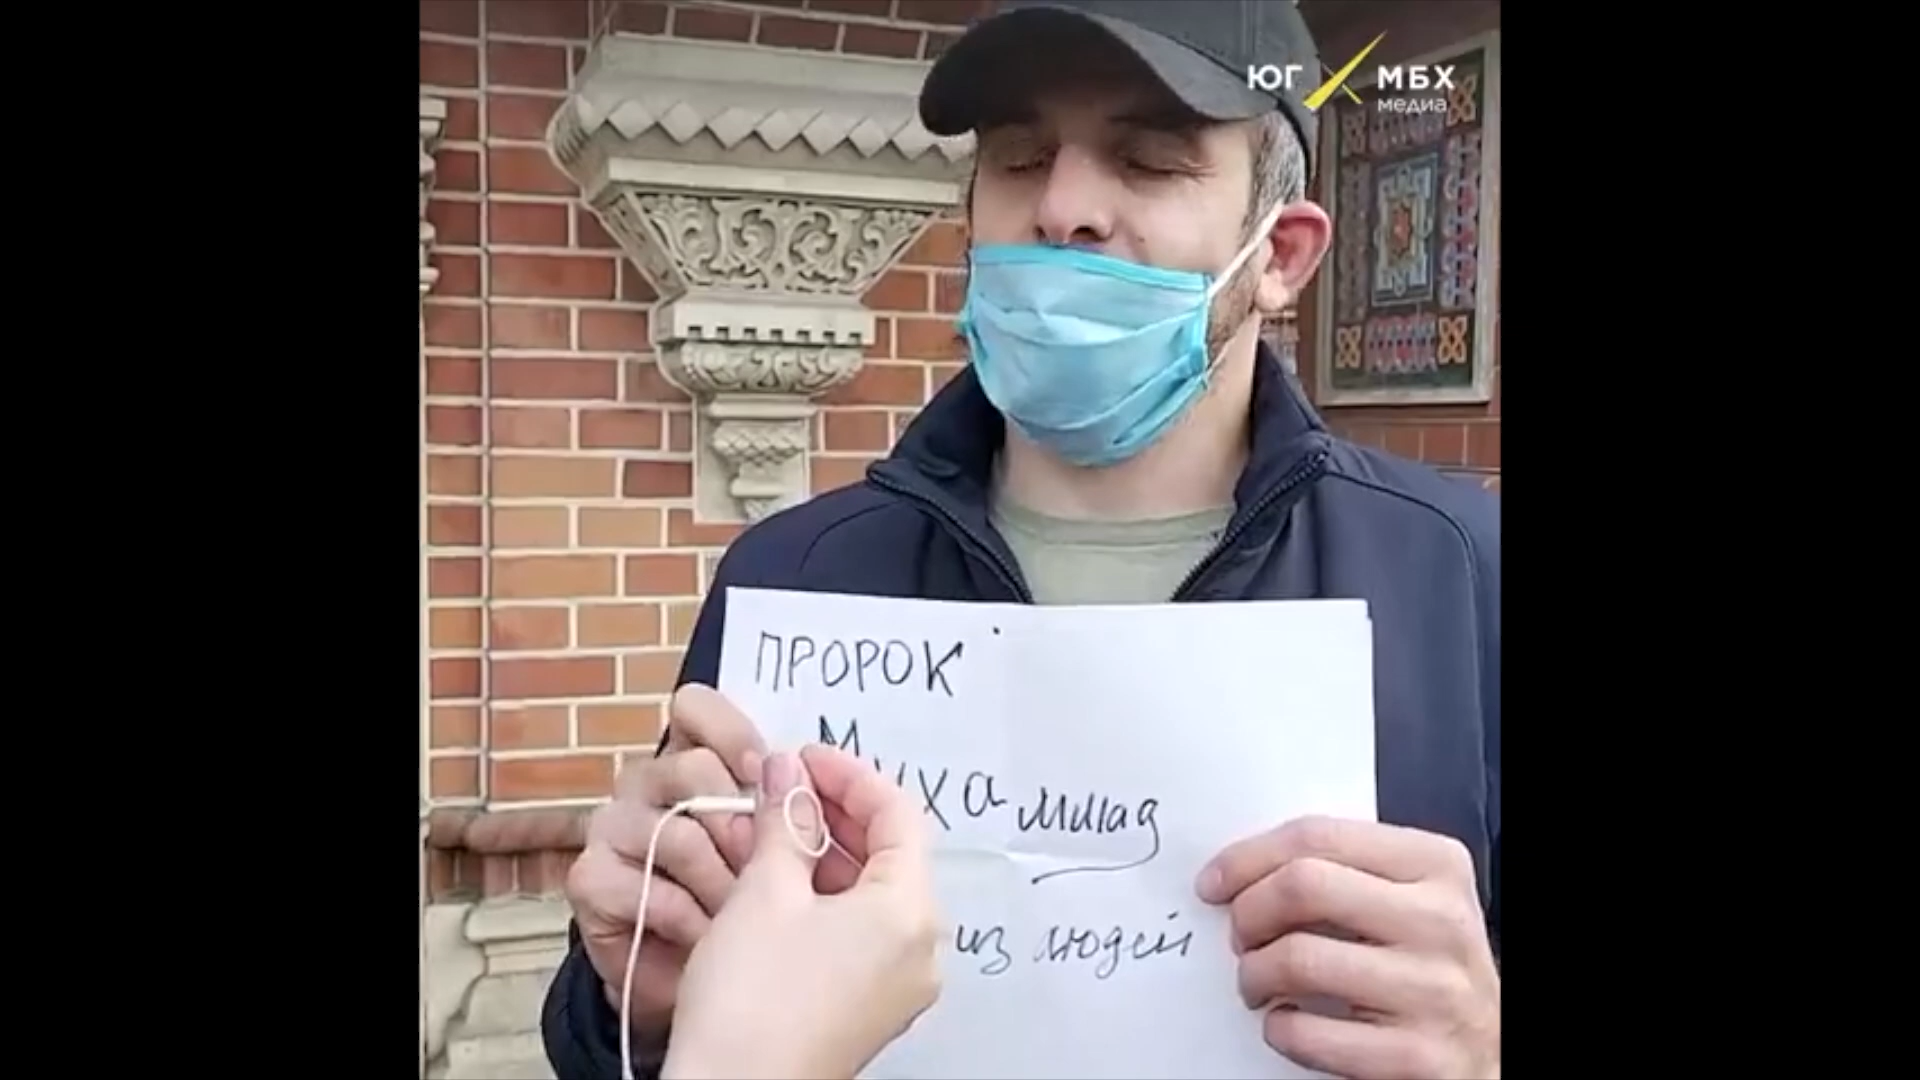 ЮГ МБХ
медиа
ПРОРОК
Мухаммад
из людей